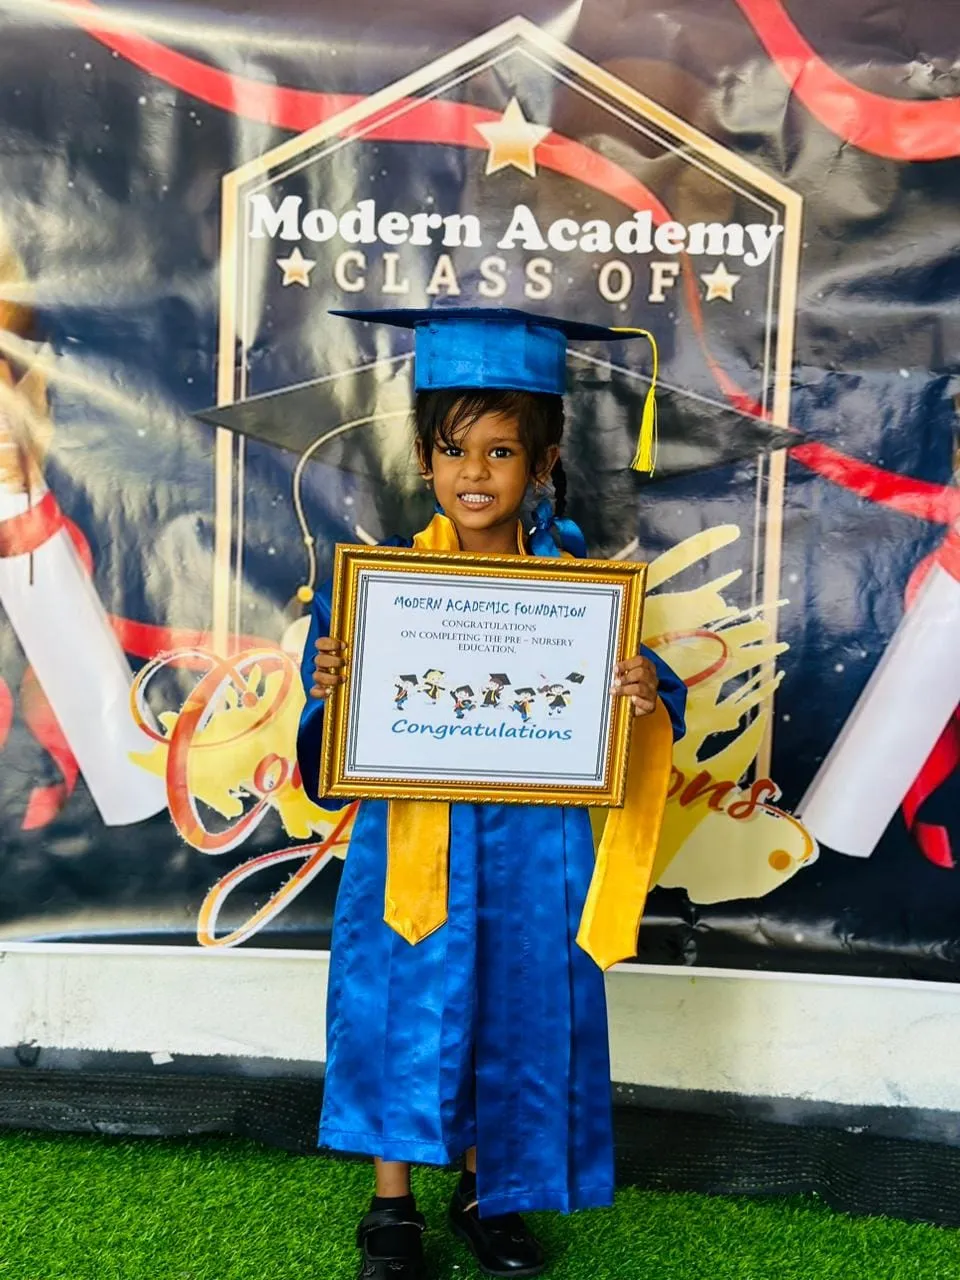 Modern Academy
CLASS OF
MODERN ACADEMIC FOUNDATION
CONGRATULATIONS
ON COMPLETING THE PRE – NURSERY
EDUCATION.
Congratulations